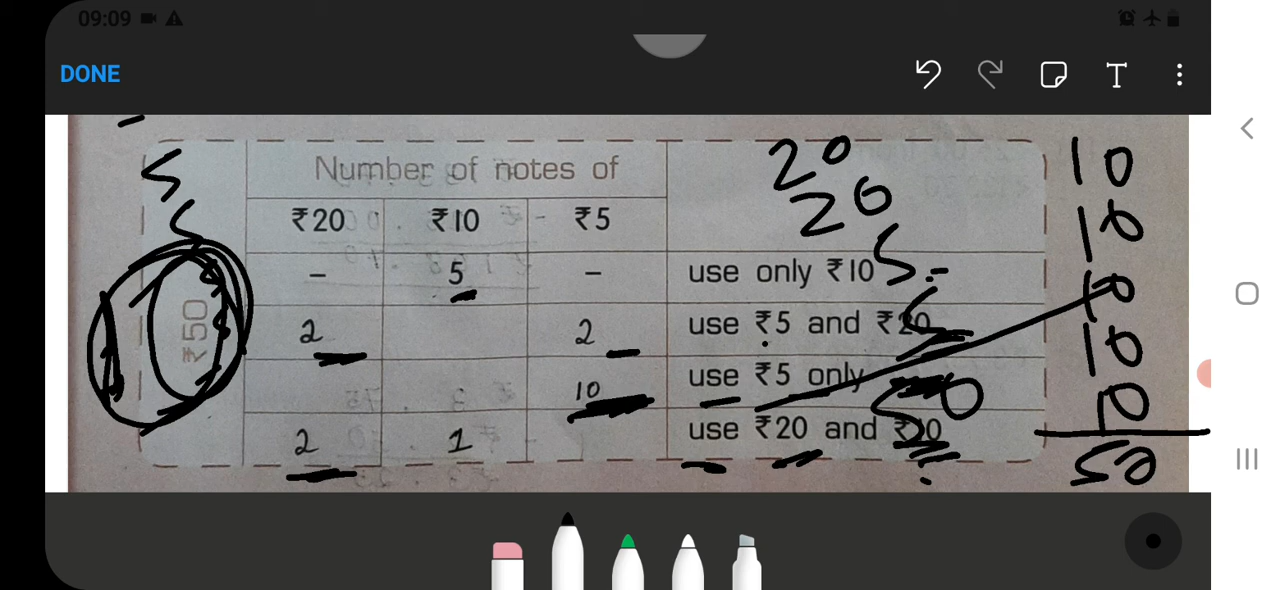 09:09
DONE
T
Number of notes of
₹20 ₹10 ₹5
₹50
- 5 - use only ₹10
2 2 use ₹5 and ₹20
10 use ₹5 only
2 1 use ₹20 and
20
20
5
5
50
10
10
10
10
10
50